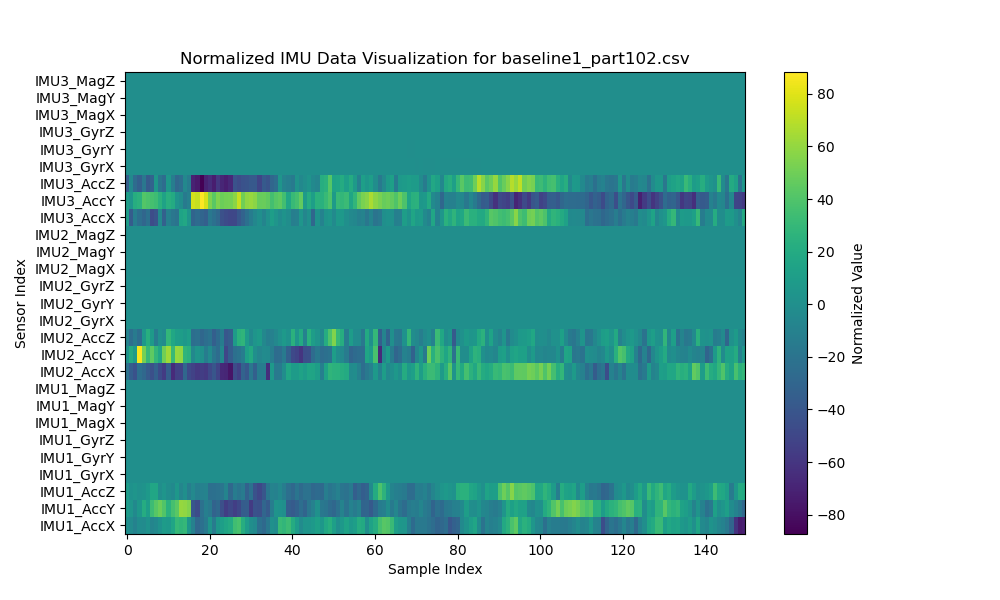 Normalized IMU Data Visualization for baseline1_part102.csv
Sensor Index
IMU3_MagZ
IMU3_MagY
IMU3_MagX
IMU3_GyrZ
IMU3_GyrY
IMU3_GyrX
IMU3_AccZ
IMU3_AccY
IMU3_AccX
IMU2_MagZ
IMU2_MagY
IMU2_MagX
IMU2_GyrZ
IMU2_GyrY
IMU2_GyrX
IMU2_AccZ
IMU2_AccY
IMU2_AccX
IMU1_MagZ
IMU1_MagY
IMU1_MagX
IMU1_GyrZ
IMU1_GyrY
IMU1_GyrX
IMU1_AccZ
IMU1_AccY
IMU1_AccX
0 20 40 60 80 100 120 140
Sample Index
80
60
40
20
0
−20
−40
−60
−80
Normalized Value